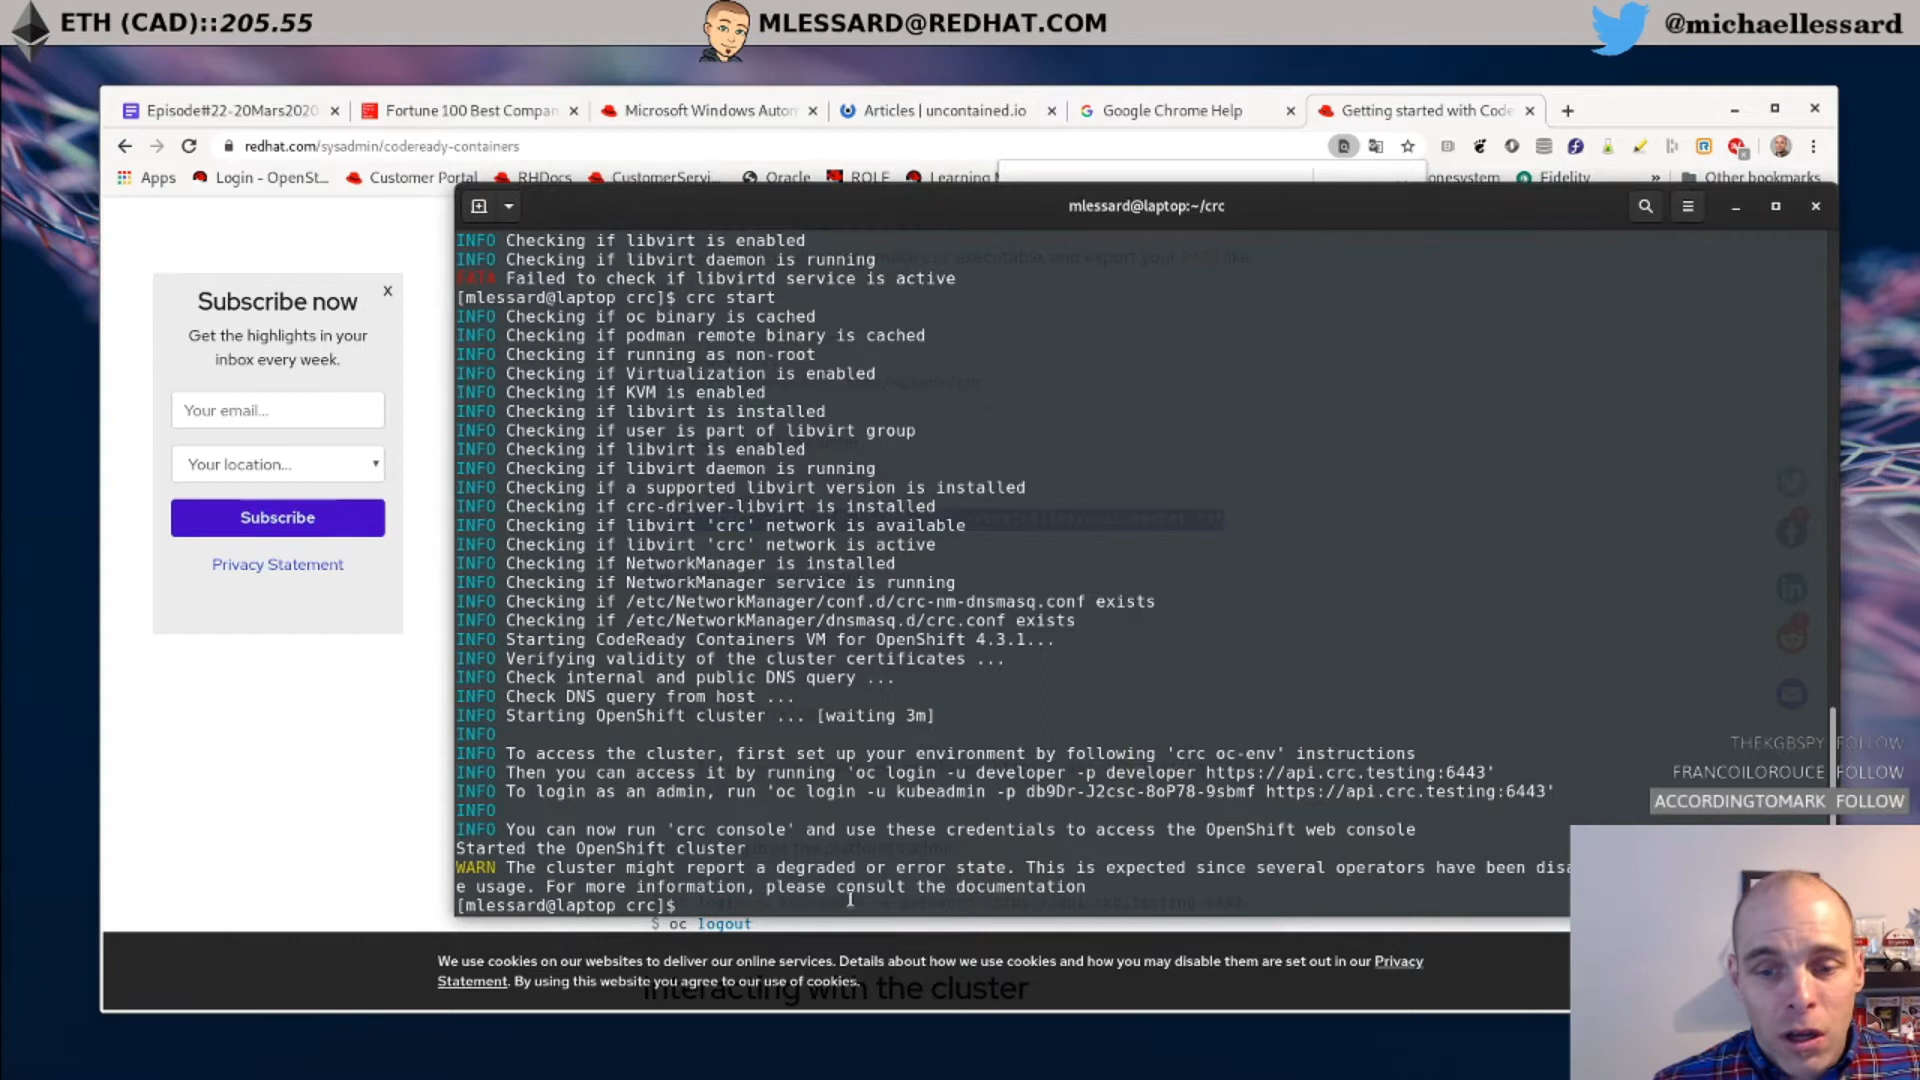 ETH (CAD)::205.55
MLESSARD@REDHAT.COM
@michaellessard
Episode#22-20Mars2020
Fortune 100 Best Compan
Microsoft Windows Autom
Articles | uncontained.io
Google Chrome Help
Getting started with Code
redhat.com/sysadmin/codeready-containers
Apps
Login - OpenSt...
Customer Portal
RHDocs
CustomerServi...
Oracle
ROLE
Learning
onesystem
Fidelity
»
Other bookmarks
mlessard@laptop:~/crc
Subscribe now
X
Get the highlights in your
inbox every week.
Your email...
Your location...
Subscribe
Privacy Statement
INFO Checking if libvirt is enabled
INFO Checking if libvirt daemon is running
FATA Failed to check if libvirtd service is active
[mlessard@laptop crc]$ crc start
INFO Checking if oc binary is cached
INFO Checking if podman remote binary is cached
INFO Checking if running as non-root
INFO Checking if Virtualization is enabled
INFO Checking if KVM is enabled
INFO Checking if libvirt is installed
INFO Checking if user is part of libvirt group
INFO Checking if libvirt is enabled
INFO Checking if libvirt daemon is running
INFO Checking if a supported libvirt version is installed
INFO Checking if crc-driver-libvirt is installed
INFO Checking if libvirt 'crc' network is available
INFO Checking if libvirt 'crc' network is active
INFO Checking if NetworkManager is installed
INFO Checking if NetworkManager service is running
INFO Checking if /etc/NetworkManager/conf.d/crc-nm-dnsmasq.conf exists
INFO Checking if /etc/NetworkManager/dnsmasq.d/crc.conf exists
INFO Starting CodeReady Containers VM for OpenShift 4.3.1...
INFO Verifying validity of the cluster certificates ...
INFO Check internal and public DNS query ...
INFO Check DNS query from host ...
INFO Starting OpenShift cluster ... [waiting 3m]
INFO
INFO To access the cluster, first set up your environment by following 'crc oc-env' instructions
INFO Then you can access it by running 'oc login -u developer -p developer https://api.crc.testing:6443'
INFO To login as an admin, run 'oc login -u kubeadmin -p db9Dr-J2csc-8oP78-9sbmf https://api.crc.testing:6443'
INFO
INFO You can now run 'crc console' and use these credentials to access the OpenShift web console
Started the OpenShift cluster
WARN The cluster might report a degraded or error state. This is expected since several operators have been disa
e usage. For more information, please consult the documentation
[mlessard@laptop crc]$
$ oc logout
THEKGBSPY FOLLOW
FRANCOILOROUCE FOLLOW
ACCORDINGTOMARK FOLLOW
We use cookies on our websites to deliver our online services. Details about how we use cookies and how you may disable them are set out in our Privacy
Statement. By using this website you agree to our use of cookies.
Interacting with the cluster